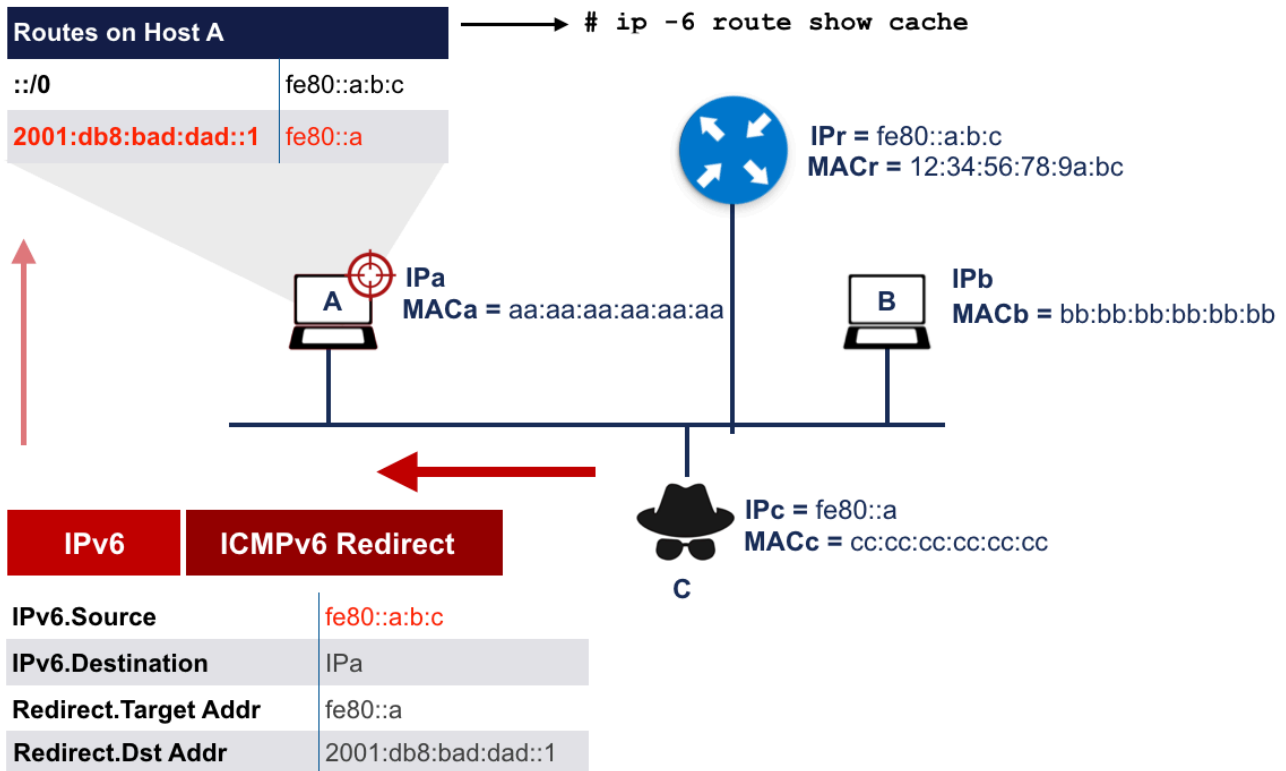 Routes on Host A
# ip -6 route show cache
::/0 fe80::a:b:c
2001:db8:bad:dad::1 fe80::a
IPr = fe80::a:b:c
MACr = 12:34:56:78:9a:bc
A
IPa
MACa = aa:aa:aa:aa:aa:aa
B
IPb
MACb = bb:bb:bb:bb:bb:bb
IPc = fe80::a
MACc = cc:cc:cc:cc:cc:cc
C
IPv6 ICMPv6 Redirect
IPv6.Source fe80::a:b:c
IPv6.Destination IPa
Redirect.Target Addr fe80::a
Redirect.Dst Addr 2001:db8:bad:dad::1